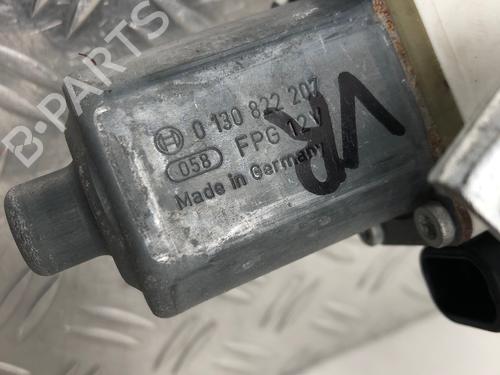 B-PARTS
0 130 822 207
058 FPG 12V
Made in Germany
VR